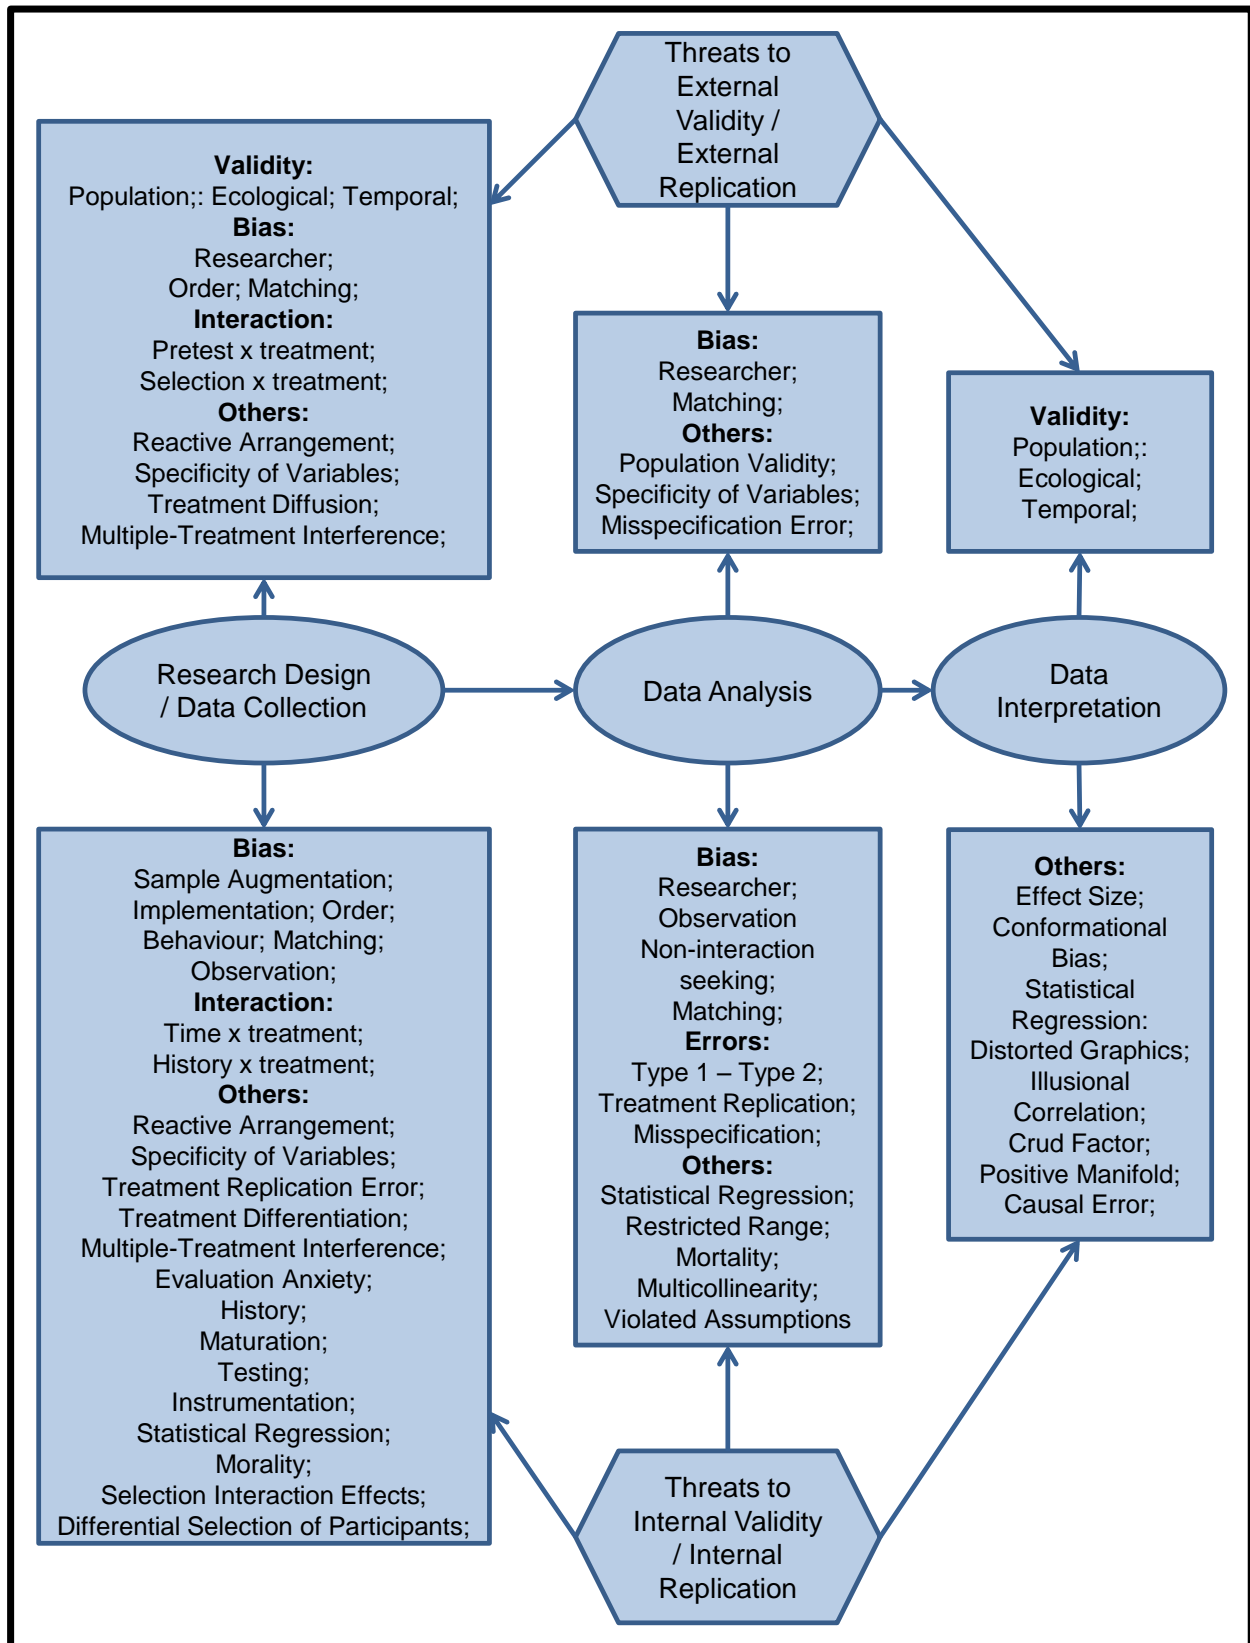 Threats to
External
Validity /
External
Replication
Validity:
Population;: Ecological; Temporal;
Bias:
Researcher;
Order; Matching;
Interaction:
Pretest x treatment;
Selection x treatment;
Others:
Reactive Arrangement;
Specificity of Variables;
Treatment Diffusion;
Multiple-Treatment Interference;
Bias:
Researcher;
Matching;
Others:
Population Validity;
Specificity of Variables;
Misspecification Error;
Validity:
Population;:
Ecological;
Temporal;
Research Design
/ Data Collection
Data Analysis
Data
Interpretation
Bias:
Sample Augmentation;
Implementation; Order;
Behaviour; Matching;
Observation;
Interaction:
Time x treatment;
History x treatment;
Others:
Reactive Arrangement;
Specificity of Variables;
Treatment Replication Error;
Treatment Differentiation;
Multiple-Treatment Interference;
Evaluation Anxiety;
History;
Maturation;
Testing;
Instrumentation;
Statistical Regression;
Morality;
Selection Interaction Effects;
Differential Selection of Participants;
Bias:
Researcher;
Observation
Non-interaction
seeking;
Matching;
Errors:
Type 1 – Type 2;
Treatment Replication;
Misspecification;
Others:
Statistical Regression;
Restricted Range;
Mortality;
Multicollinearity;
Violated Assumptions
Others:
Effect Size;
Conformational
Bias;
Statistical
Regression:
Distorted Graphics;
Illusional
Correlation;
Crud Factor;
Positive Manifold;
Causal Error;
Threats to
Internal Validity
/ Internal
Replication